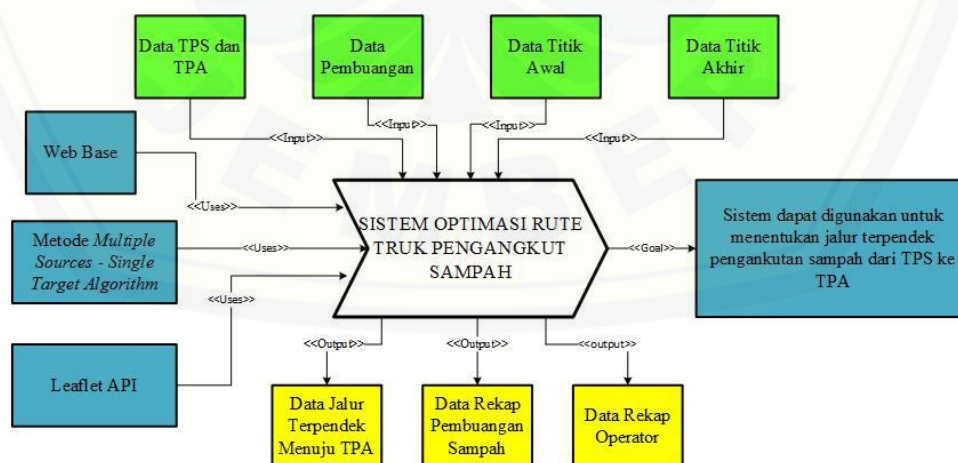 Data TPS dan
TPA
Data
Pembuangan
Data Titik
Awal
Data Titik
Akhir
<<Input>>
<<Input>>
<<Input>>
<<Input>>
Web Base
<<Uses>>
Metode Multiple
Sources - Single
Target Algorithm
<<Uses>>
<<Uses>>
Leaflet API
SISTEM OPTIMASI RUTE
TRUK PENGANGKUT
SAMPAH
<<Goal>>
Sistem dapat digunakan untuk
menentukan jalur terpendek
pengankutan sampah dari TPS ke
TPA
<<Output>>
<<Output>>
<<output>>
Data Jalur
Terpendek
Menuju TPA
Data Rekap
Pembuangan
Sampah
Data Rekap
Operator
JEMBER